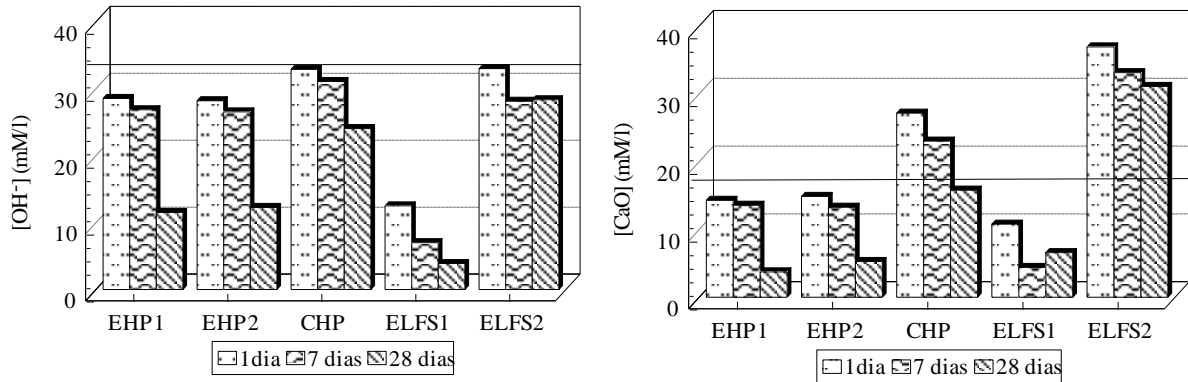 40
30
20
10
0
[OH⁻] (mM/l)
EHP1 EHP2 CHP ELFS1 ELFS2
1dia 7 dias 28 dias
40
30
20
10
0
[CaO] (mM/l)
EHP1 EHP2 CHP ELFS1 ELFS2
1dia 7 dias 28 dias